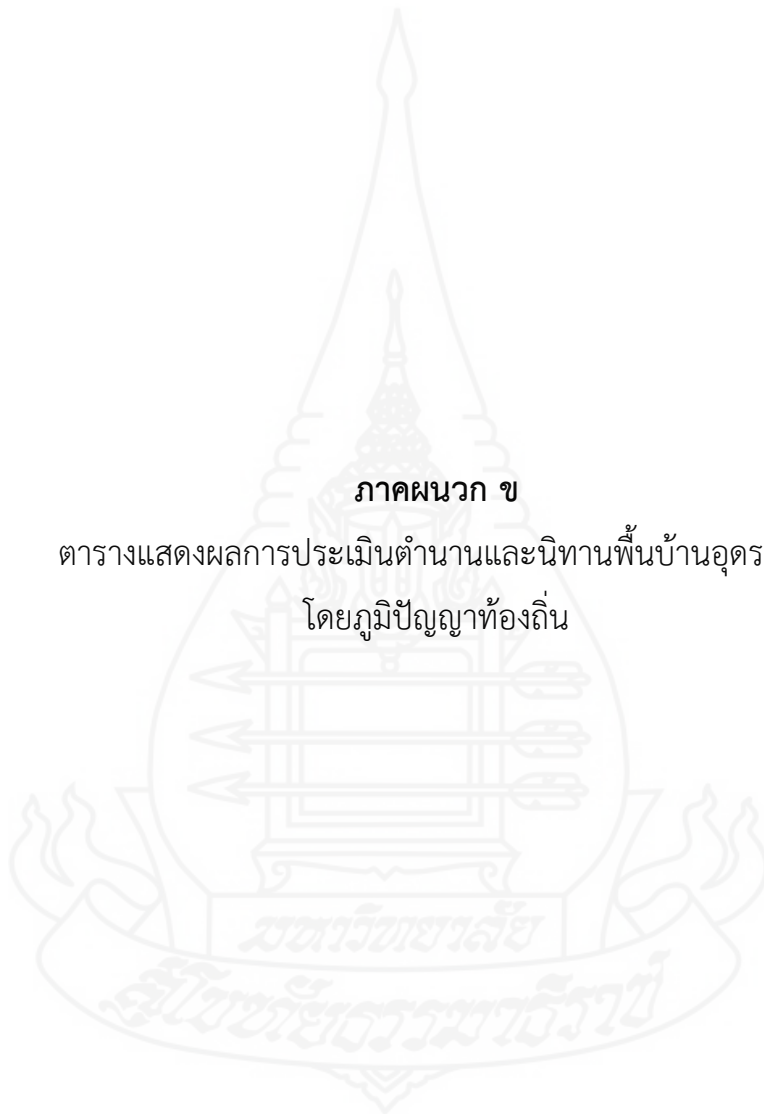 ภาคผนวก ข
ตารางแสดงผลการประเมินตำนานและนิทานพื้นบ้านอุดร
โดยภูมิปัญญาท้องถิ่น
มหาวิทยาลัย
สุโขทัยธรรมาธิราช